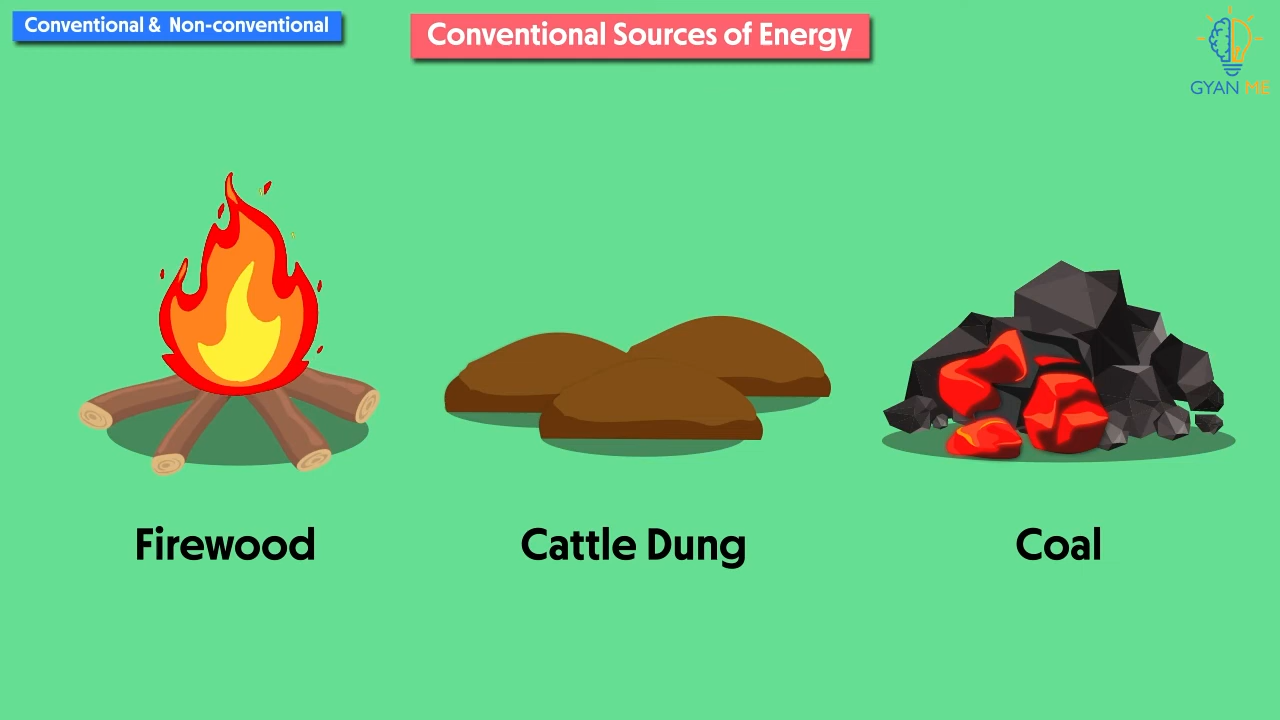 Conventional & Non-conventional
Conventional Sources of Energy
GYAN ME
Firewood
Cattle Dung
Coal